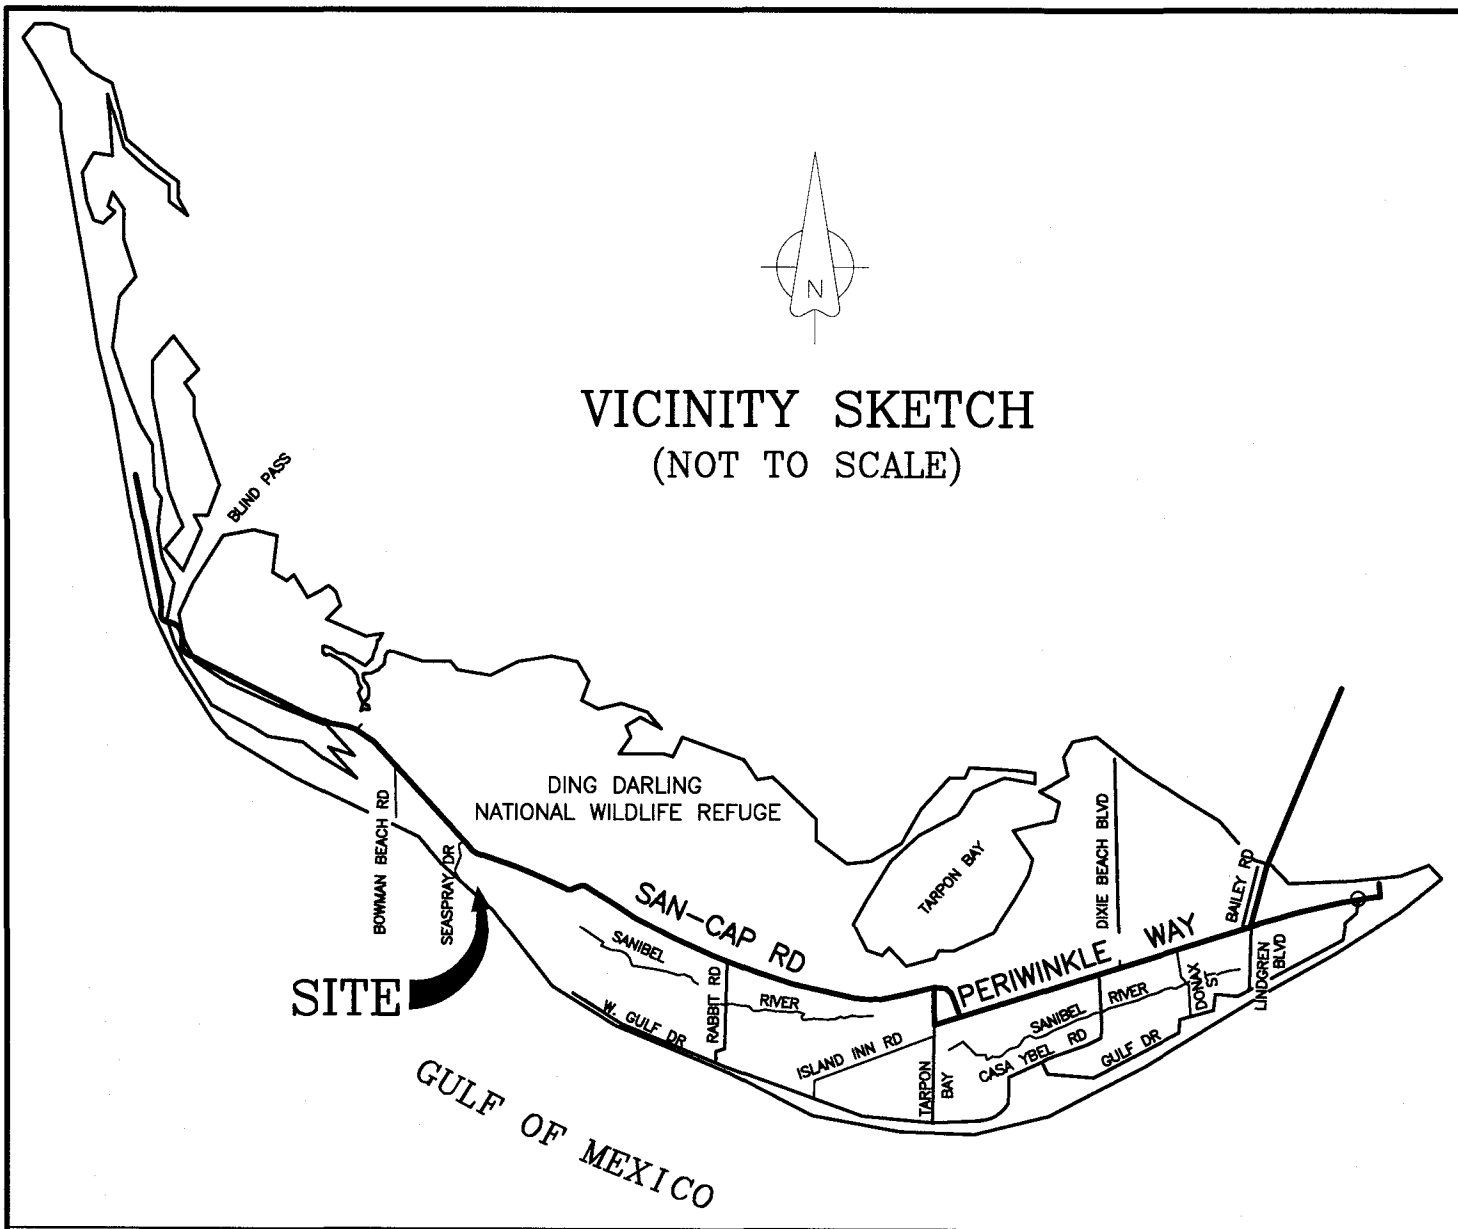 N
VICINITY SKETCH
(NOT TO SCALE)
BLIND PASS
DING DARLING
NATIONAL WILDLIFE REFUGE
BOWMAN BEACH RD
SEASPRAY DR
SITE
SAN-CAP RD
TARPON BAY
DIXIE BEACH BLVD
BAILEY RD
PERIWINKLE WAY
SANIBEL
RIVER
RABBIT RD
W. GULF DR
ISLAND INN RD
TARPON
BAY
SANIBEL
RIVER
CASA YBEL RD
GULF DR
DONAX
ST
LINDGREN
BLVD
GULF OF MEXICO